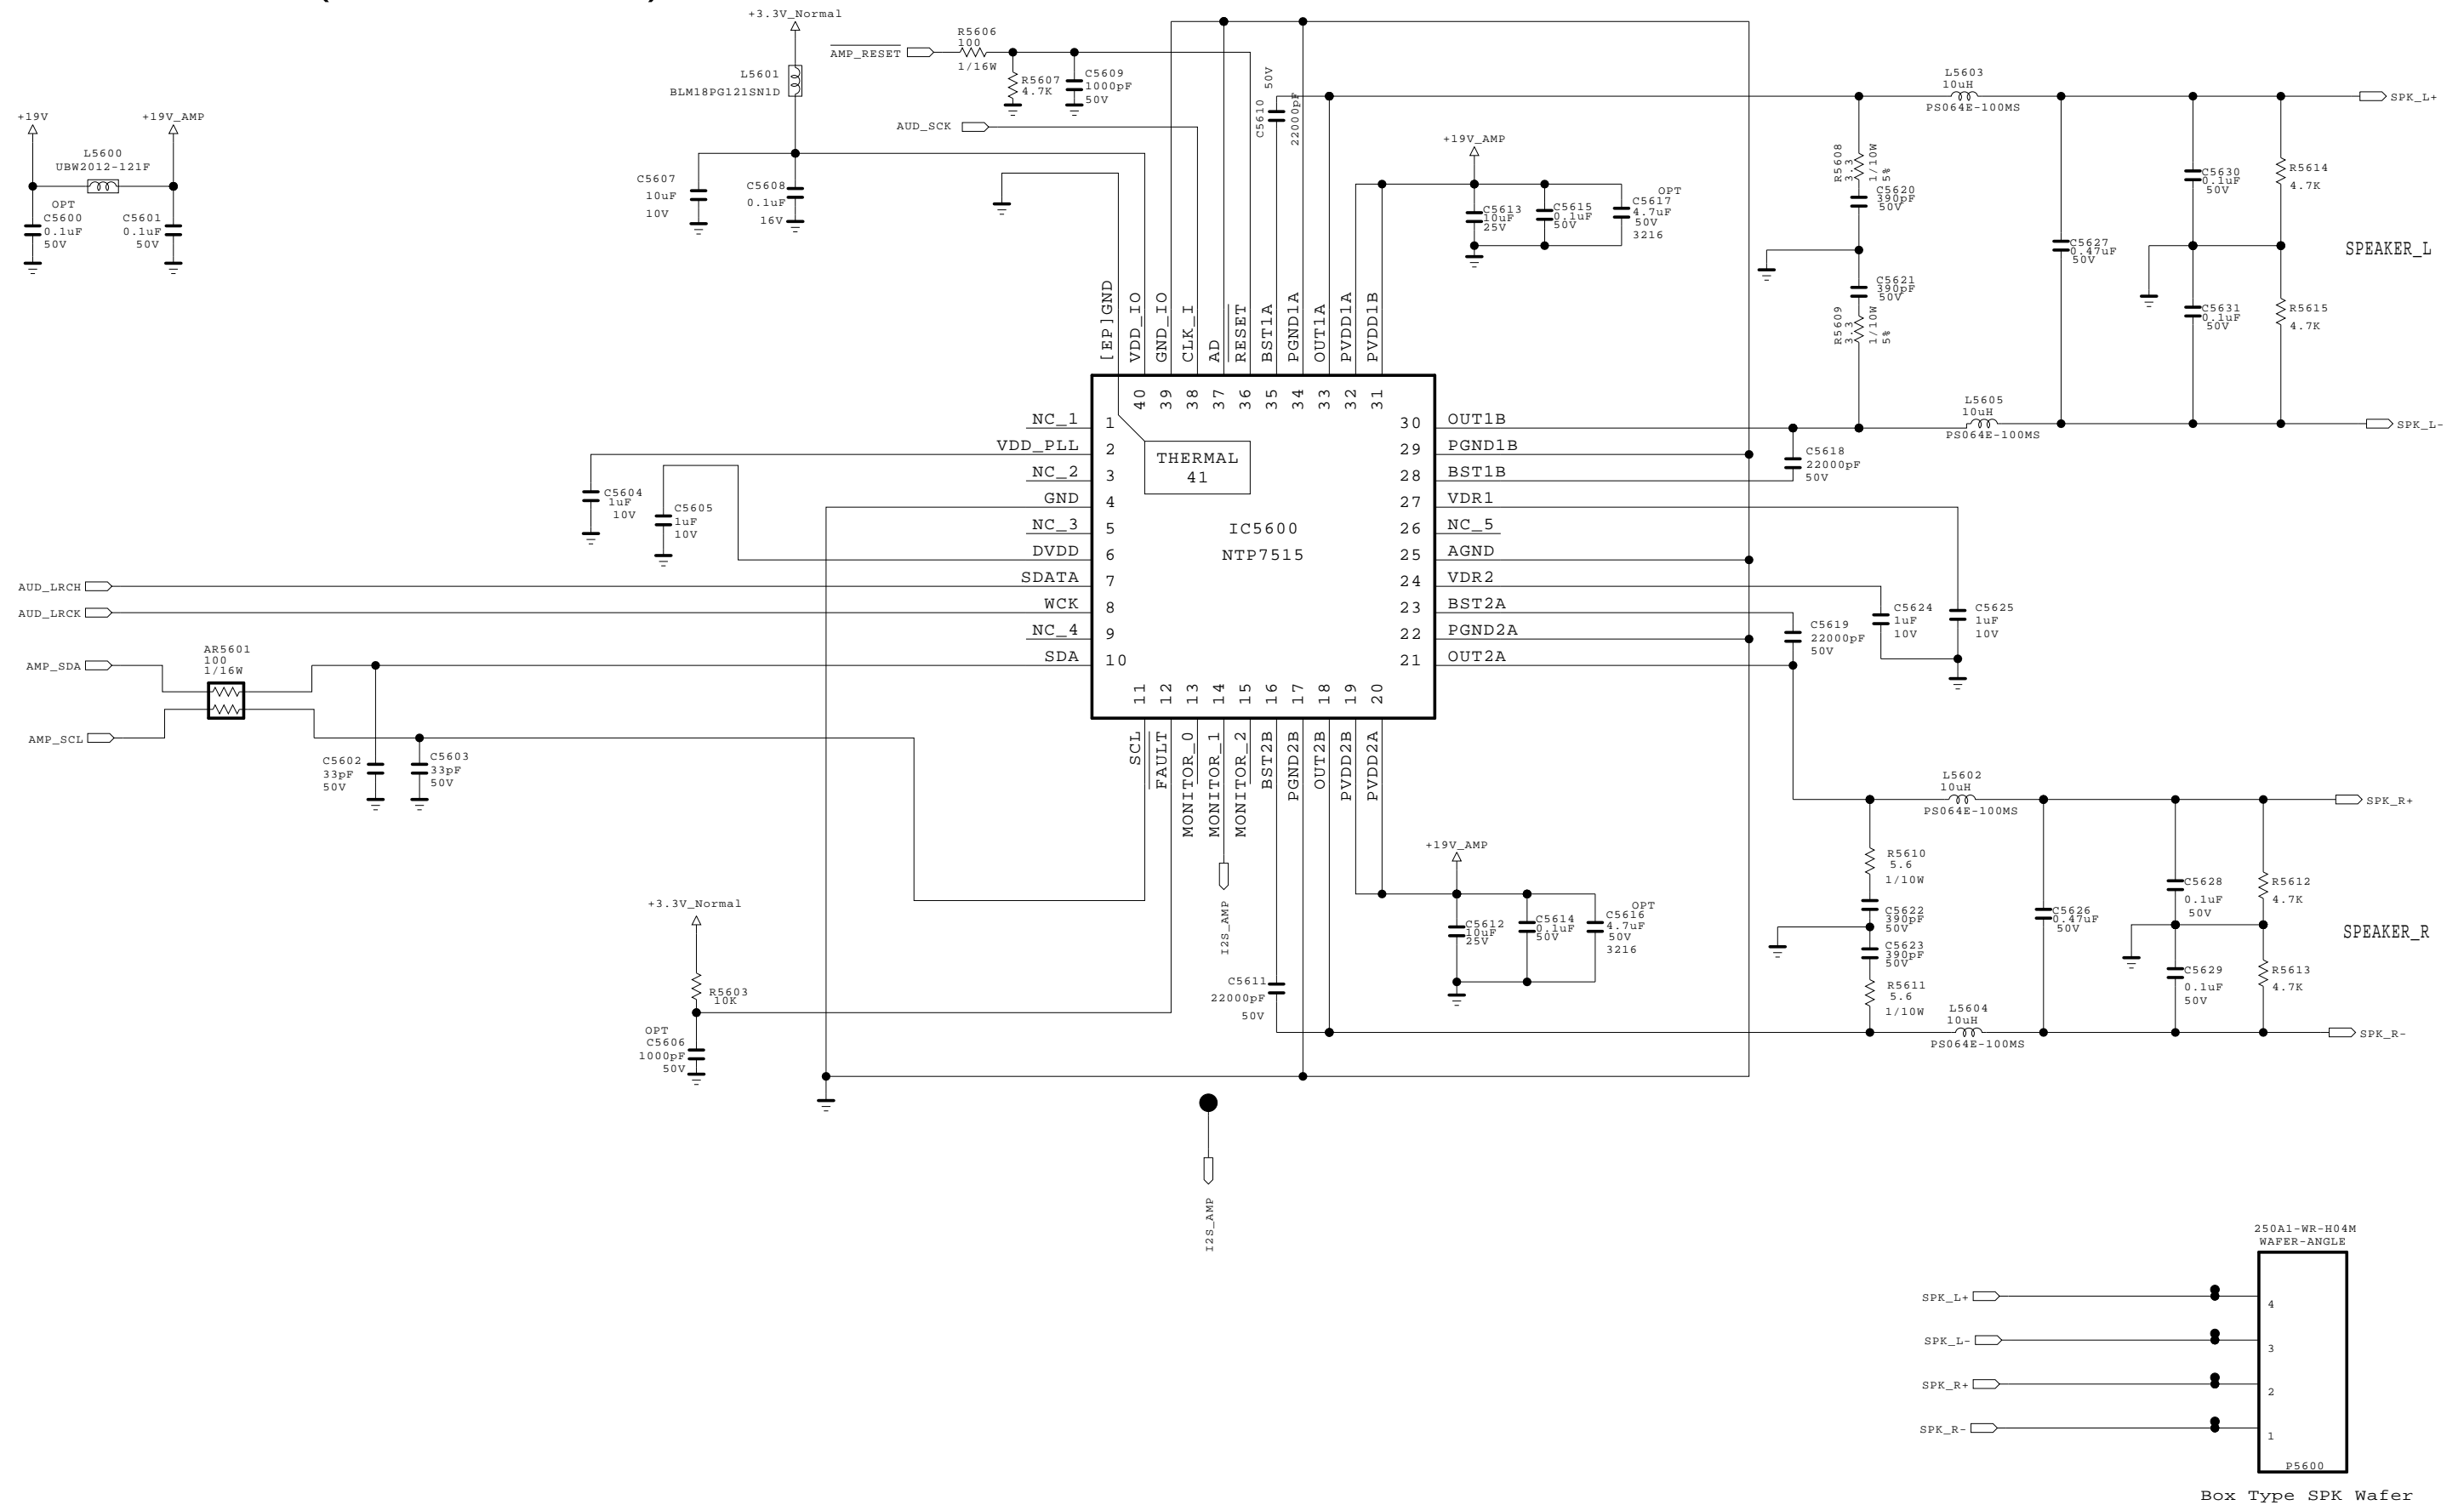 +3.3V_Normal
R5606
100
1/16W
AMP_RESET
R5607
4.7K
C5609
1000pF
50V
L5601
BLM18PG121SN1D
AUD_SCK
+19V
+19V_AMP
L5600
UBW2012-121F
OPT
C5600
0.1uF
50V
C5601
0.1uF
50V
C5607
10uF
10V
C5608
0.1uF
16V
C5610
22000pF
50V
+19V_AMP
C5613
10uF
25V
C5615
0.1uF
50V
OPT
C5617
4.7uF
50V
3216
L5603
10uH
PS064E-100MS
SPK_L+
R5608
3.3
1/10W
5%
C5620
390pF
50V
C5621
390pF
50V
R5609
3.3
1/10W
5%
C5627
0.47uF
50V
C5630
0.1uF
50V
C5631
0.1uF
50V
R5614
4.7K
R5615
4.7K
SPEAKER_L
L5605
10uH
PS064E-100MS
SPK_L-
[EP]GND
VDD_IO
GND_IO
CLK_I
AD
RESET
BST1A
PGND1A
OUT1A
PVDD1A
PVDD1B
40
39
38
37
36
35
34
33
32
31
NC_1
1
VDD_PLL
2
NC_2
3
GND
4
NC_3
5
DVDD
6
SDATA
7
WCK
8
NC_4
9
SDA
10
THERMAL
41
IC5600
NTP7515
30
OUT1B
29
PGND1B
28
BST1B
27
VDR1
26
NC_5
25
AGND
24
VDR2
23
BST2A
22
PGND2A
21
OUT2A
11
12
13
14
15
16
17
18
19
20
SCL
FAULT
MONITOR_0
MONITOR_1
MONITOR_2
BST2B
PGND2B
OUT2B
PVDD2B
PVDD2A
C5604
1uF
10V
C5605
1uF
10V
C5618
22000pF
50V
C5619
22000pF
50V
C5624
1uF
10V
C5625
1uF
10V
AUD_LRCH
AUD_LRCK
AMP_SDA
AMP_SCL
AR5601
100
1/16W
C5602
33pF
50V
C5603
33pF
50V
+3.3V_Normal
R5603
10K
OPT
C5606
1000pF
50V
I2S_AMP
C5611
22000pF
50V
+19V_AMP
C5612
10uF
25V
C5614
0.1uF
50V
OPT
C5616
4.7uF
50V
3216
L5602
10uH
PS064E-100MS
SPK_R+
R5610
5.6
1/10W
C5622
390pF
50V
C5623
390pF
50V
R5611
5.6
1/10W
C5626
0.47uF
50V
C5628
0.1uF
50V
C5629
0.1uF
50V
R5612
4.7K
R5613
4.7K
SPEAKER_R
L5604
10uH
PS064E-100MS
SPK_R-
I2S_AMP
250A1-WR-H04M
WAFER-ANGLE
SPK_L+
4
SPK_L-
3
SPK_R+
2
SPK_R-
1
P5600
Box Type SPK Wafer